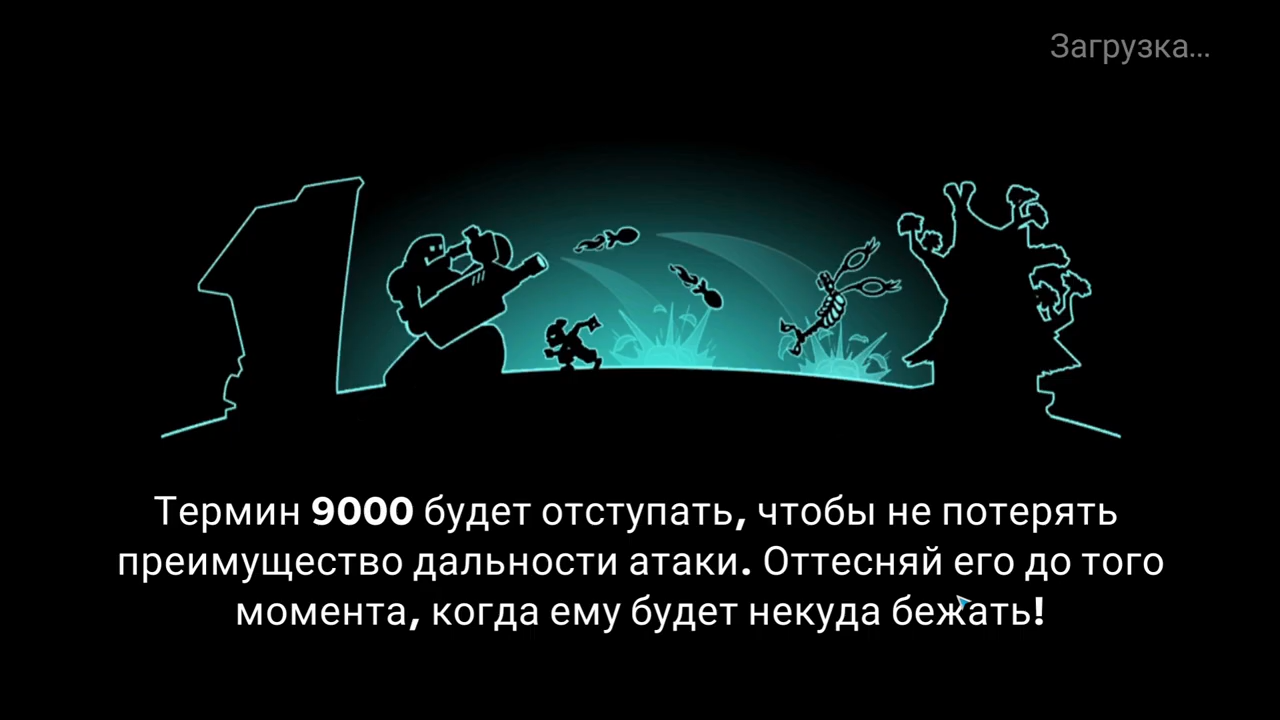 Загрузка...
Термин 9000 будет отступать, чтобы не потерять
преимущество дальности атаки. Оттесняй его до того
момента, когда ему будет некуда бежать!